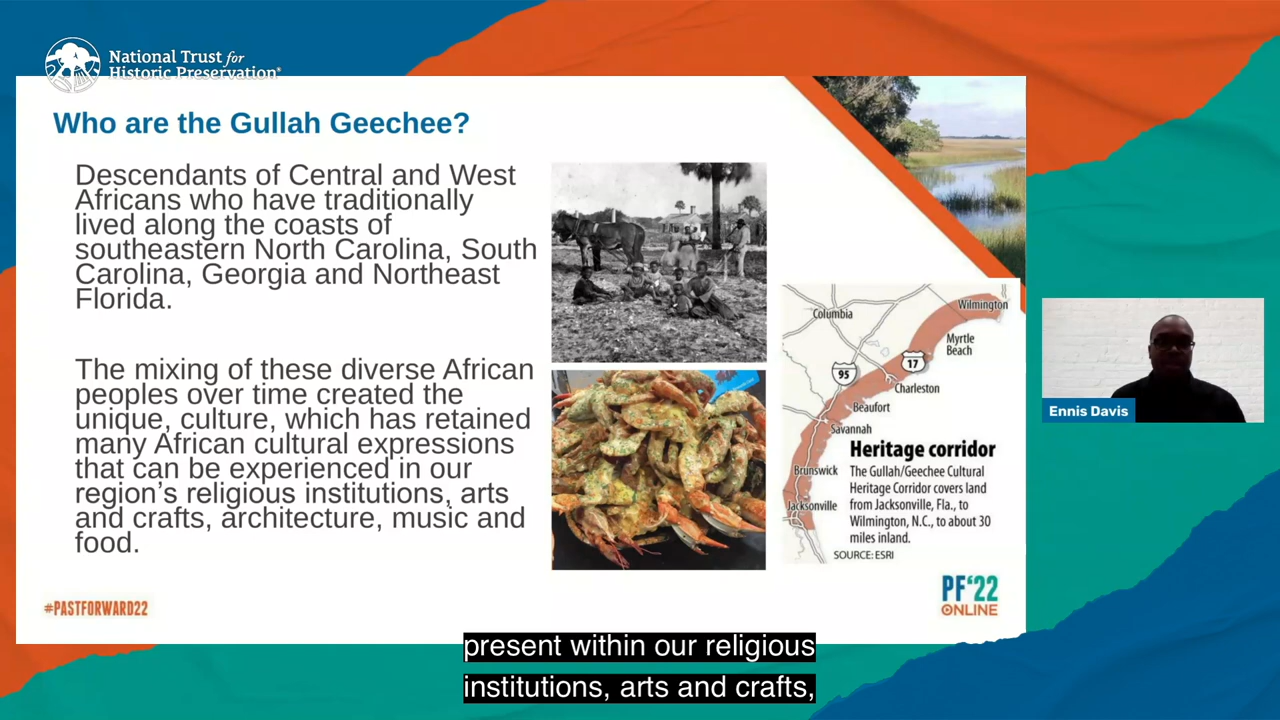 National Trust for
Historic Preservation®
Who are the Gullah Geechee?
Descendants of Central and West
Africans who have traditionally
lived along the coasts of
southeastern North Carolina, South
Carolina, Georgia and Northeast
Florida.
The mixing of these diverse African
peoples over time created the
unique, culture, which has retained
many African cultural expressions
that can be experienced in our
region's religious institutions, arts
and crafts, architecture, music and
food.
Columbia
Wilmington
Myrtle
Beach
17
95
Charleston
Beaufort
Savannah
Brunswick
Jacksonville
Heritage corridor
The Gullah/Geechee Cultural
Heritage Corridor covers land
from Jacksonville, Fla., to
Wilmington, N.C., to about 30
miles inland.
SOURCE: ESRI
Ennis Davis
#PASTFORWARD22
PF‘22
ONLINE
present within our religious
institutions, arts and crafts,